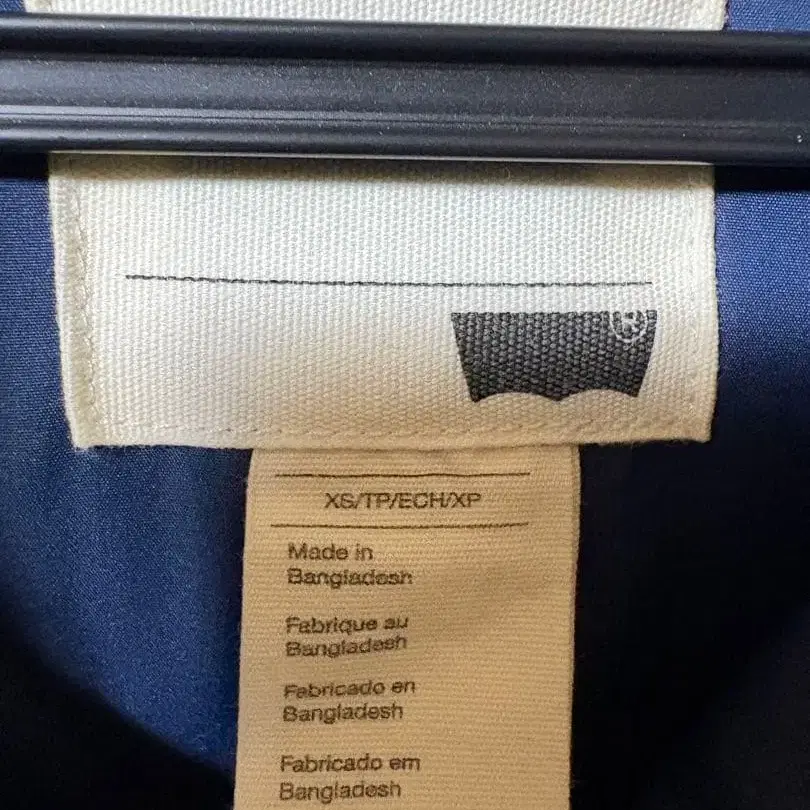 ®
XS/TP/ECH/XP
Made in
Bangladesh
Fabrique au
Bangladesh
Fabricado en
Bangladesh
Fabricado em
Bangladesh